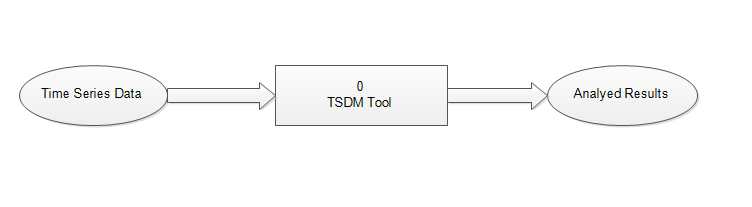 Time Series Data
0
TSDM Tool
Analyed Results